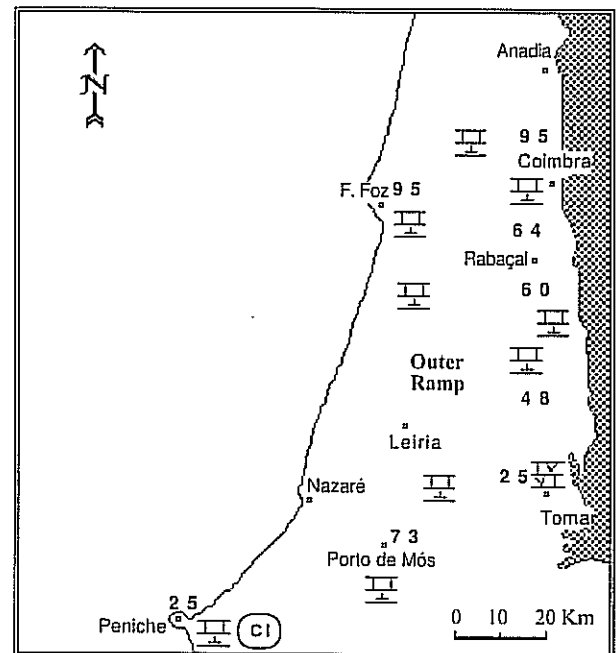 Anadia
N
9 5
Coimbra
F. Foz 9 5
6 4
Rabaçal
6 0
Outer
Ramp
4 8
Leiria
2 5
Nazaré
Tomar
7 3
Porto de Mós
2 5
Peniche
CI
0 10 20 Km